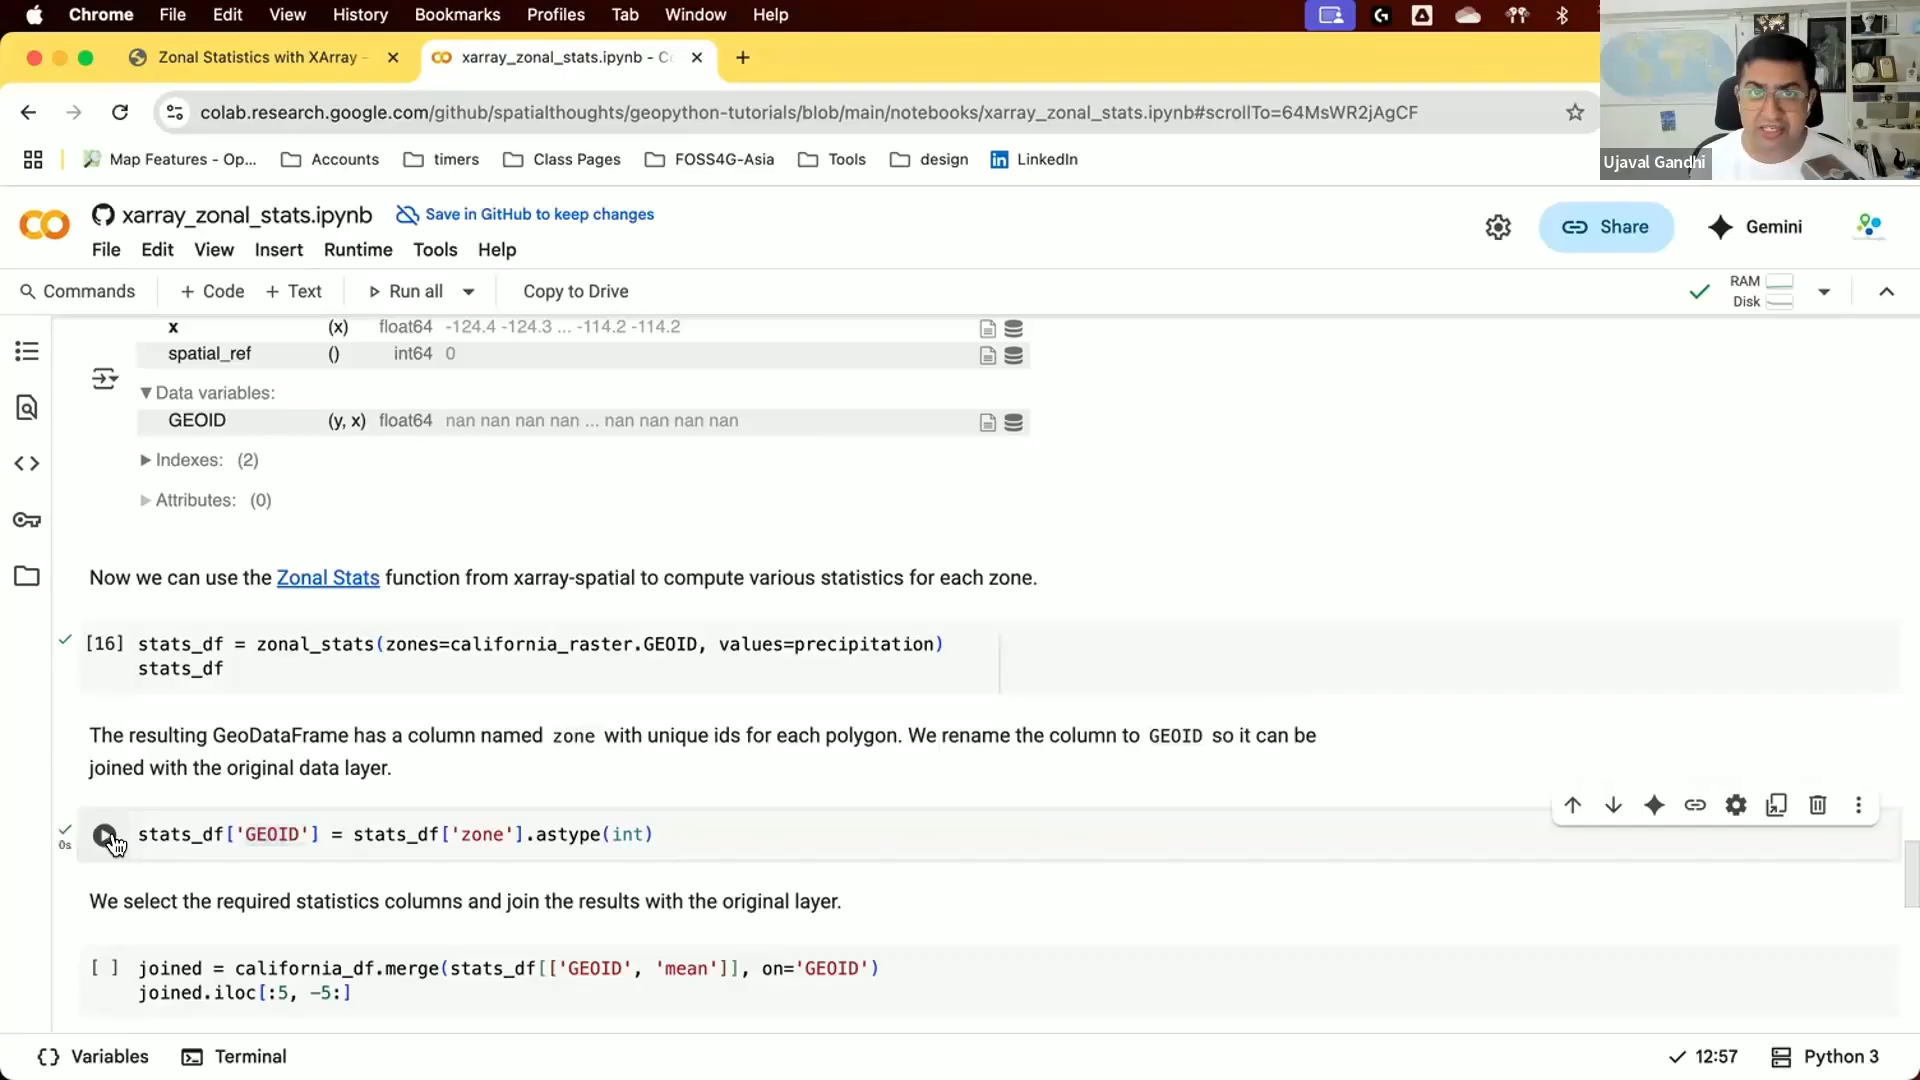 Chrome File Edit View History Bookmarks Profiles Tab Window Help
Zonal Statistics with XArray -
xarray_zonal_stats.ipynb - C
colab.research.google.com/github/spatialthoughts/geopython-tutorials/blob/main/notebooks/xarray_zonal_stats.ipynb#scrollTo=64MsWR2jAgCF
Ujaval Gandhi
Map Features - Op... Accounts timers Class Pages FOSS4G-Asia Tools design LinkedIn
xarray_zonal_stats.ipynb Save in GitHub to keep changes
Share Gemini
File Edit View Insert Runtime Tools Help
Commands + Code + Text Run all Copy to Drive
RAM
Disk
x (x) float64 -124.4 -124.3 ... -114.2 -114.2
spatial_ref () int64 0
Data variables:
GEOID (y, x) float64 nan nan nan nan ... nan nan nan nan
Indexes: (2)
Attributes: (0)
Now we can use the Zonal Stats function from xarray-spatial to compute various statistics for each zone.
[16] stats_df = zonal_stats(zones=california_raster.GEOID, values=precipitation)
stats_df
The resulting GeoDataFrame has a column named zone with unique ids for each polygon. We rename the column to GEOID so it can be
joined with the original data layer.
0s stats_df['GEOID'] = stats_df['zone'].astype(int)
We select the required statistics columns and join the results with the original layer.
[ ] joined = california_df.merge(stats_df[['GEOID', 'mean']], on='GEOID')
joined.iloc[:5, -5:]
{} Variables Terminal 12:57 Python 3